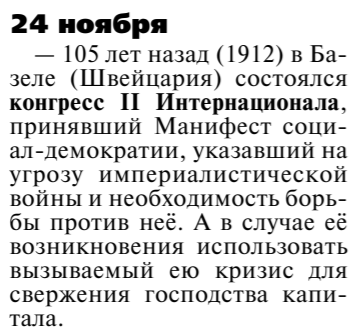 24 ноября
— 105 лет назад (1912) в Ба-
зеле (Швейцария) состоялся
конгресс II Интернационала,
принявший Манифест соци-
ал-демократии, указавший на
угрозу империалистической
войны и необходимость борь-
бы против неё. А в случае её
возникновения использовать
вызываемый ею кризис для
свержения господства капи-
тала.